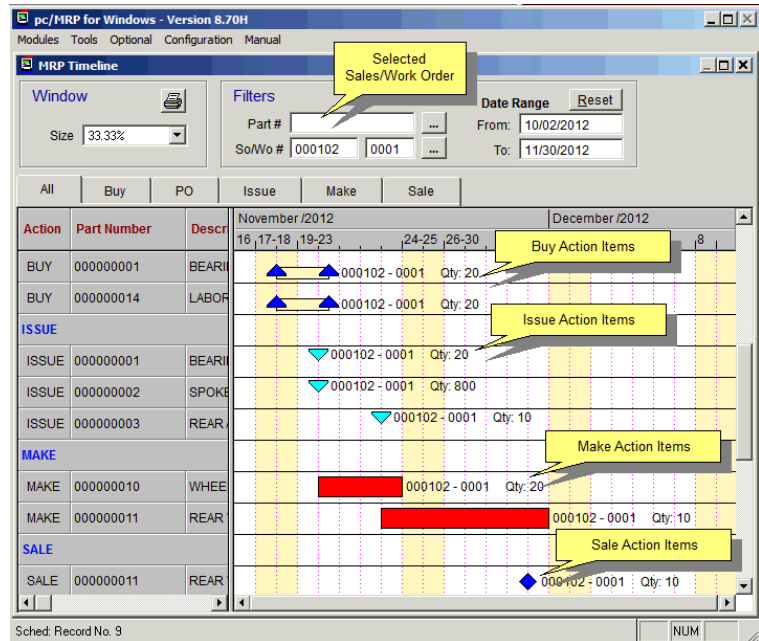 pc/MRP for Windows - Version 8.70H
Modules Tools Optional Configuration Manual
MRP Timeline
Selected
Sales/Work Order
Window
Size 33.33%
Filters
Part # ...
So/Wo # 000102 0001 ...
Date Range Reset
From: 10/02/2012
To: 11/30/2012
All Buy PO Issue Make Sale
Action Part Number Descr
November /2012 December /2012
16 17-18 19-23 24-25 26-30 8
Buy Action Items
BUY 000000001 BEARI 000102 - 0001 Qty: 20
BUY 000000014 LABOR 000102 - 0001 Qty: 20
Issue Action Items
ISSUE
ISSUE 000000001 BEARI 000102 - 0001 Qty: 20
ISSUE 000000002 SPOKE 000102 - 0001 Qty: 800
ISSUE 000000003 REAR 000102 - 0001 Qty: 10
Make Action Items
MAKE
MAKE 000000010 WHEE 000102 - 0001 Qty: 20
MAKE 000000011 REAR 000102 - 0001 Qty: 10
Sale Action Items
SALE
SALE 000000011 REAR 000102 - 0001 Qty: 10
Sched: Record No. 9 NUM